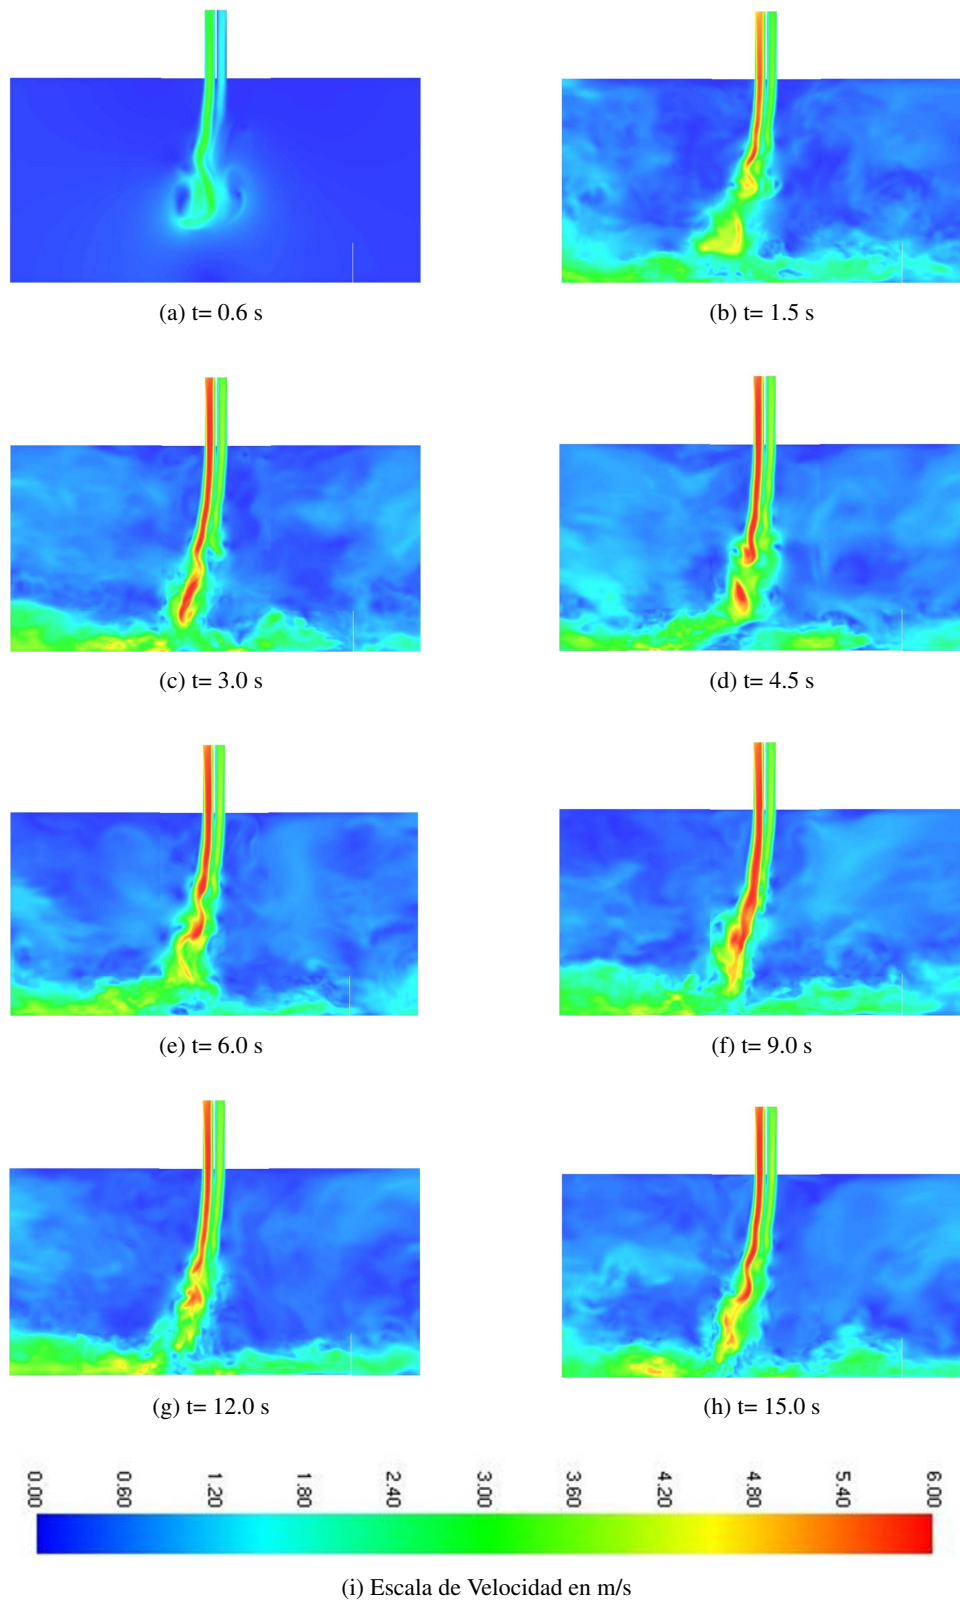 (a) t= 0.6 s
(b) t= 1.5 s
(c) t= 3.0 s
(d) t= 4.5 s
(e) t= 6.0 s
(f) t= 9.0 s
(g) t= 12.0 s
(h) t= 15.0 s
0.00 0.60 1.20 1.80 2.40 3.00 3.60 4.20 4.80 5.40 6.00
(i) Escala de Velocidad en m/s